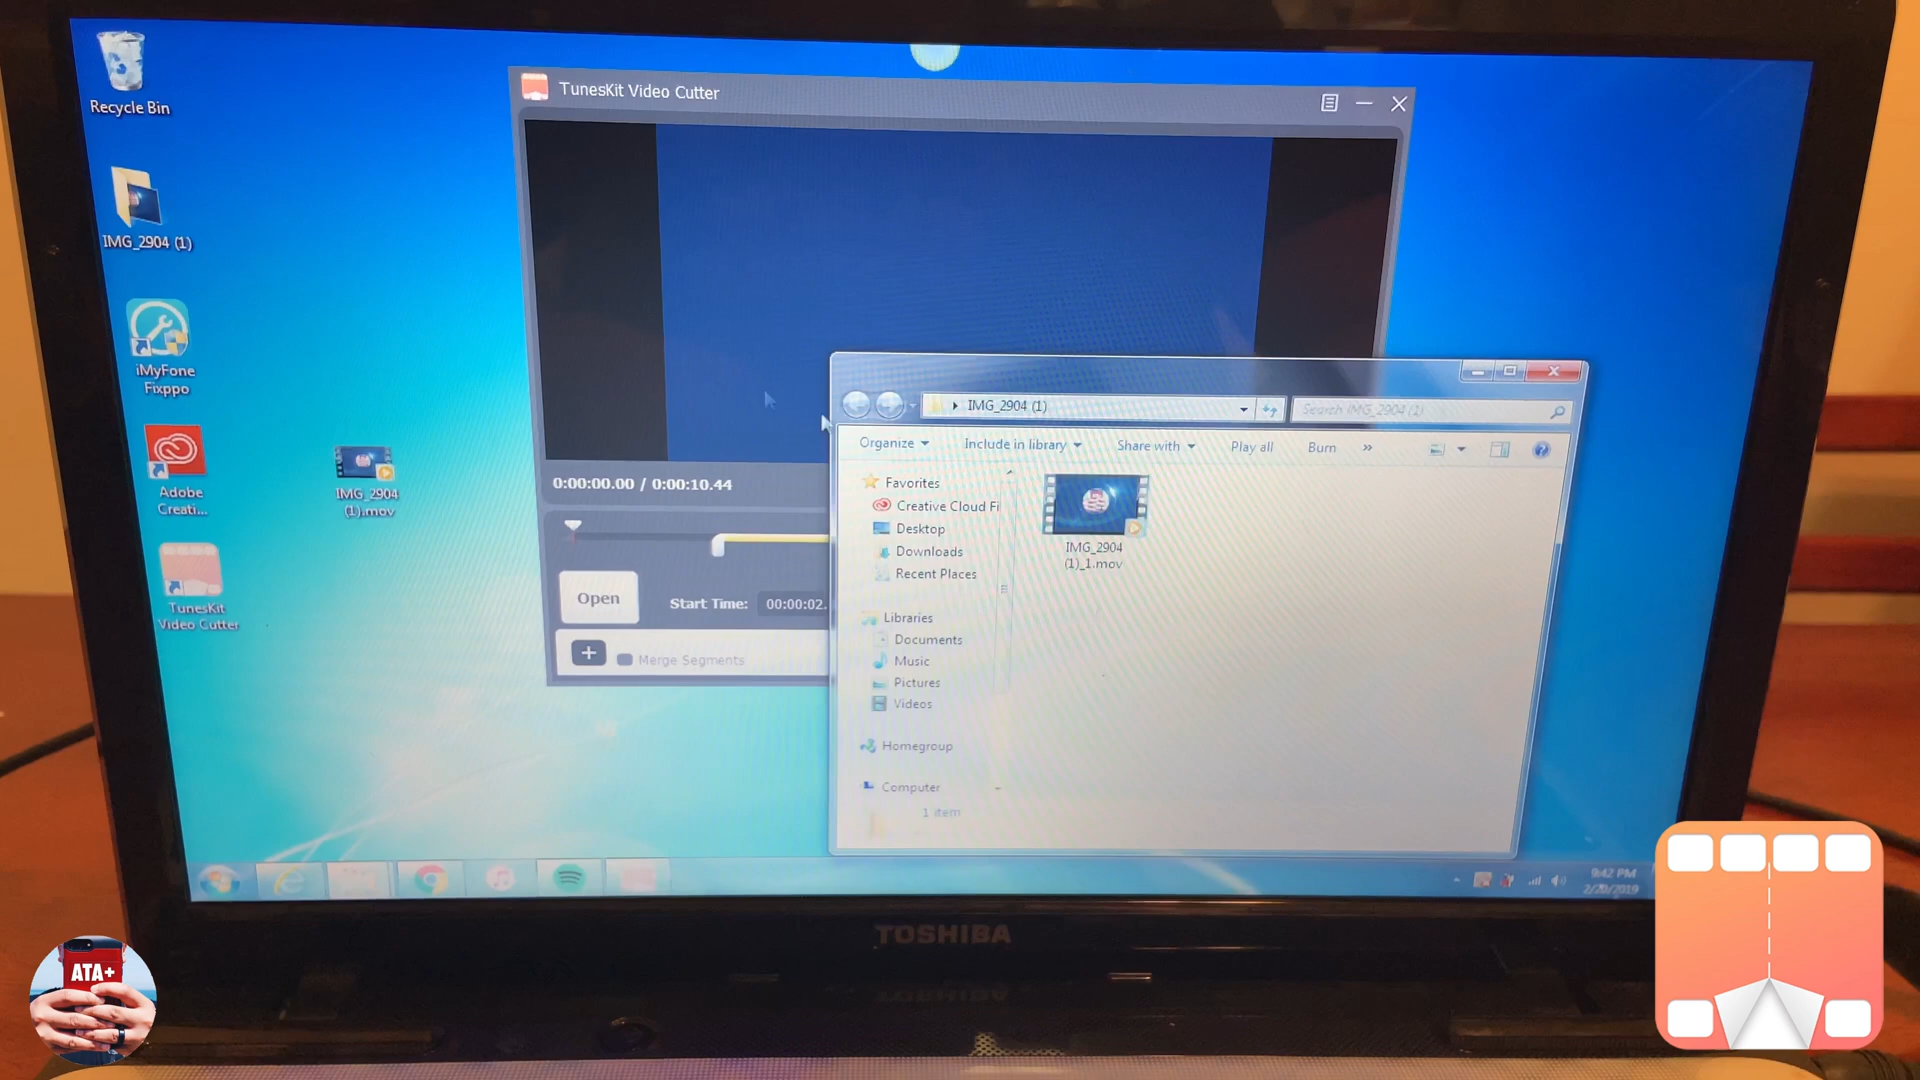 Recycle Bin
IMG_2904 (1)
iMyFone
Fixppo
Adobe
Creati...
TunesKit
Video Cutter
IMG_2904
(1).mov
TunesKit Video Cutter
0:00:00.00 / 0:00:10.44
Open
Start Time:
00:00:02.
+
Merge Segments
IMG_2904 (1)
Search IMG_2904 (1)
Organize
Include in library
Share with
Play all
Burn
»
Favorites
Creative Cloud Fi
Desktop
Downloads
Recent Places
Libraries
Documents
Music
Pictures
Videos
Homegroup
Computer
1 item
IMG_2904
(1)_1.mov
9:42 PM
2/20/2019
TOSHIBA
ATA+